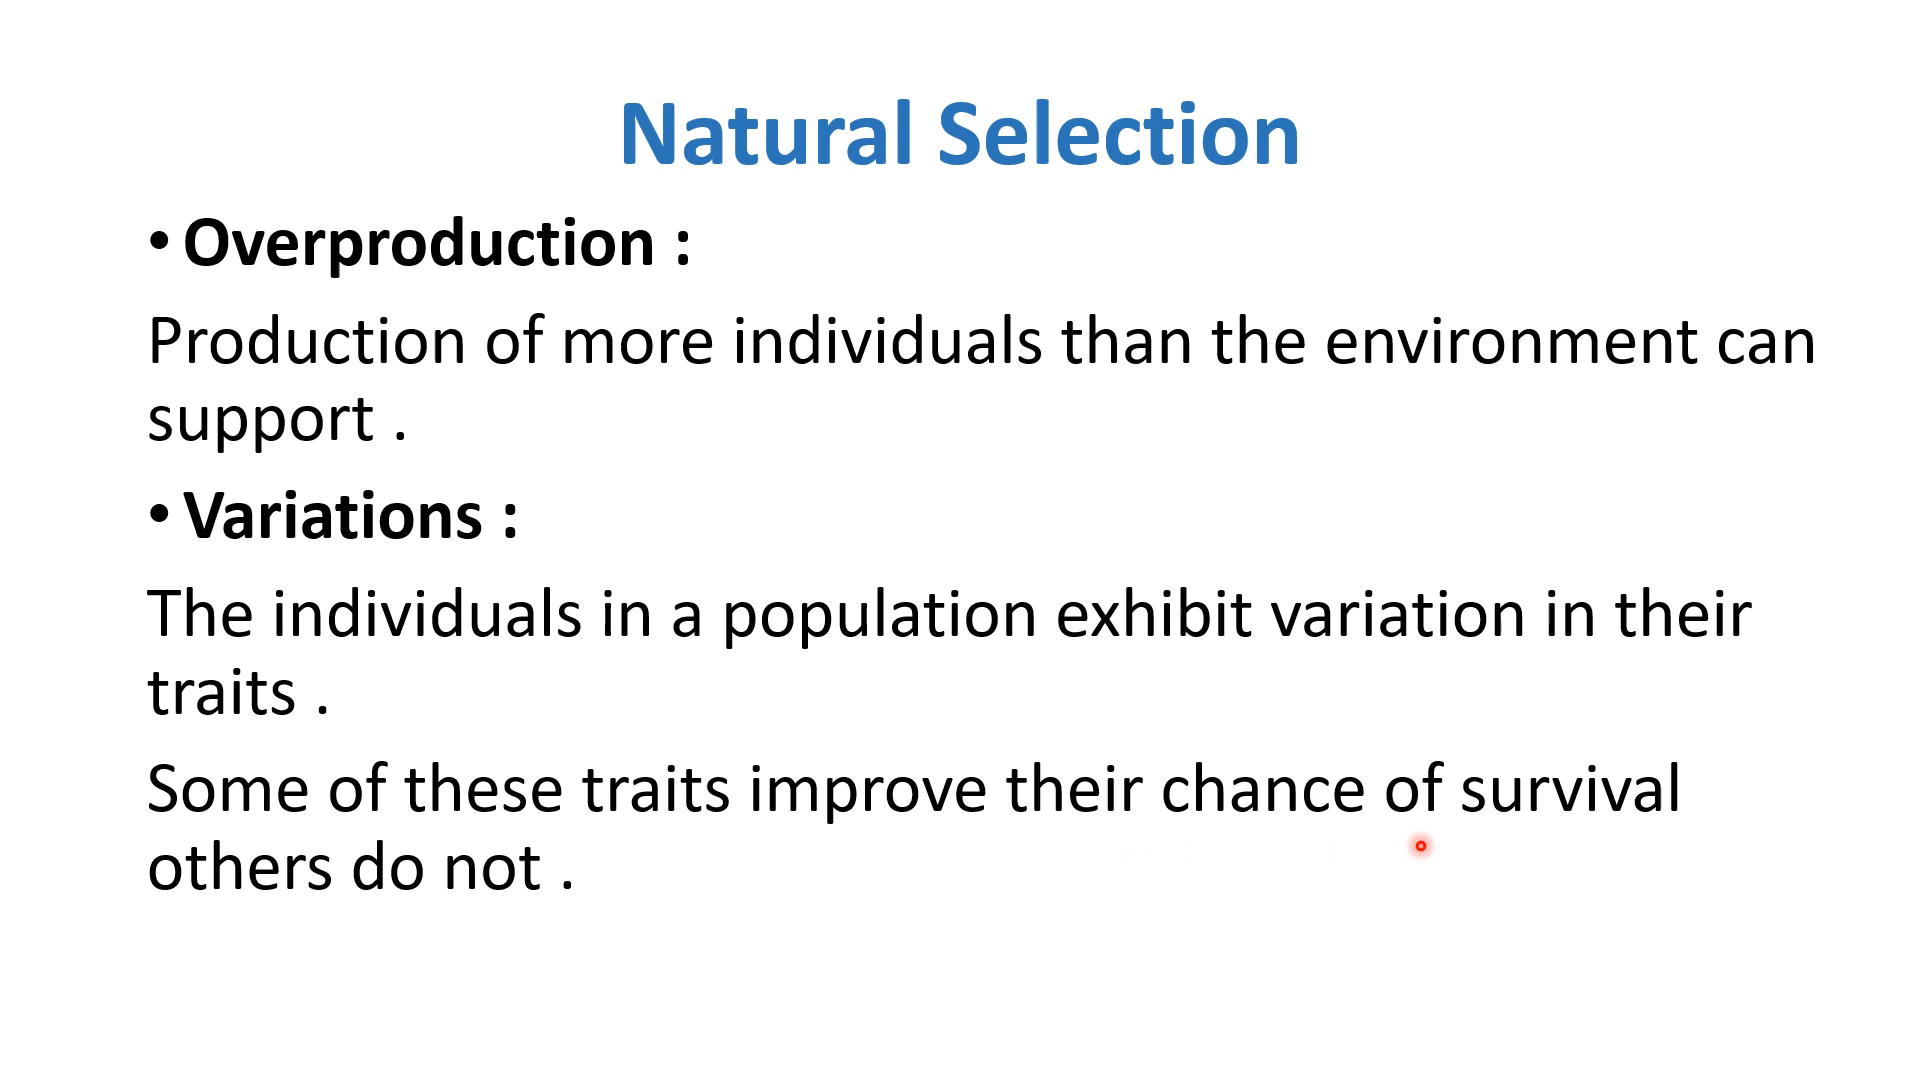 Natural Selection
• Overproduction :
Production of more individuals than the environment can
support .
• Variations :
The individuals in a population exhibit variation in their
traits .
Some of these traits improve their chance of survival
others do not .